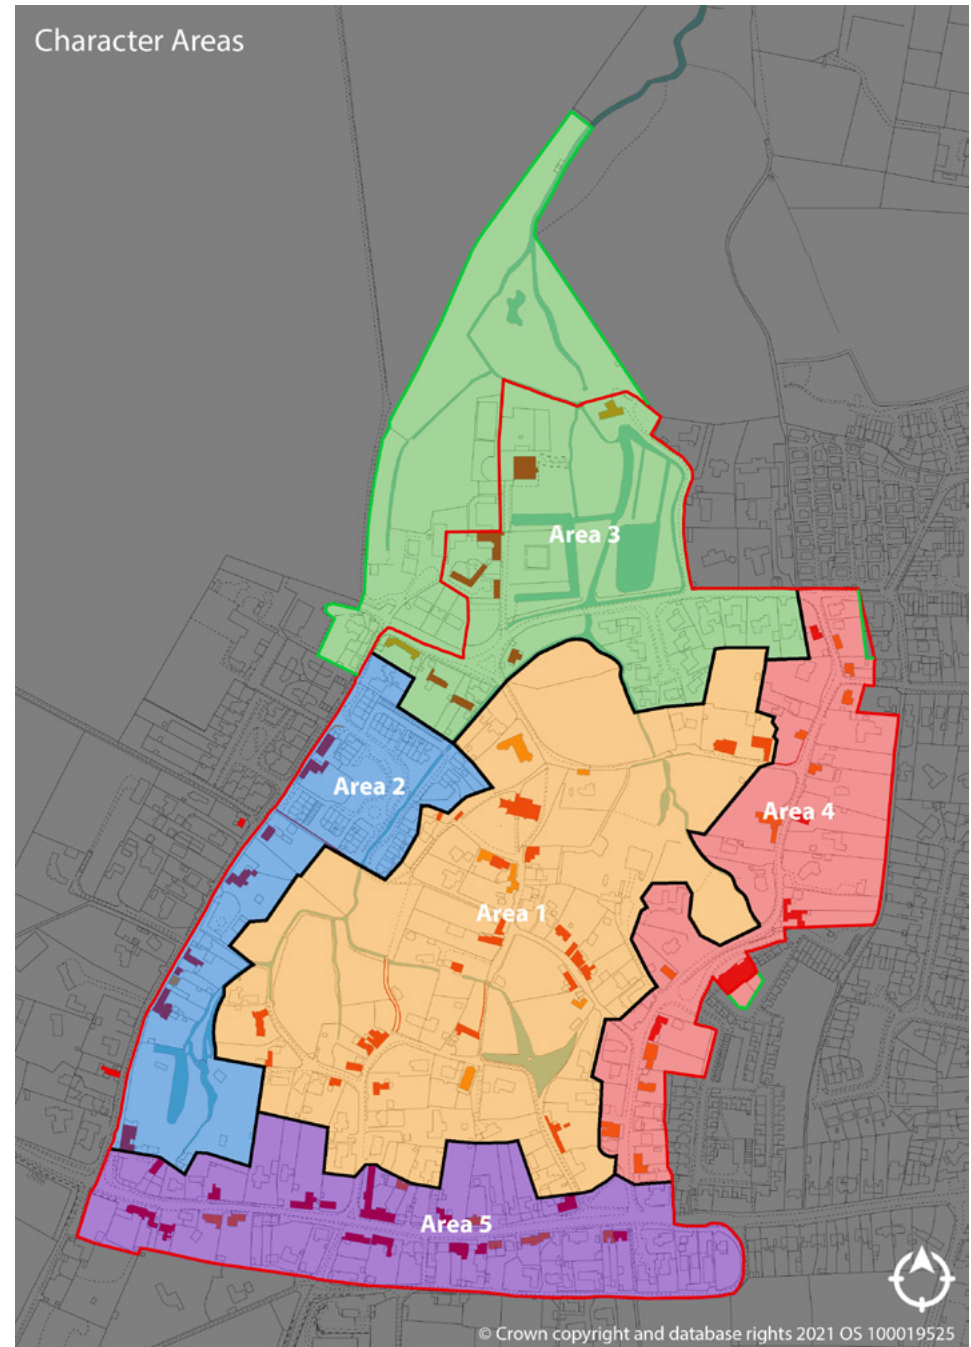 Character Areas
Area 3
Area 2
Area 4
Area 1
Area 5
© Crown copyright and database rights 2021 OS 100019525